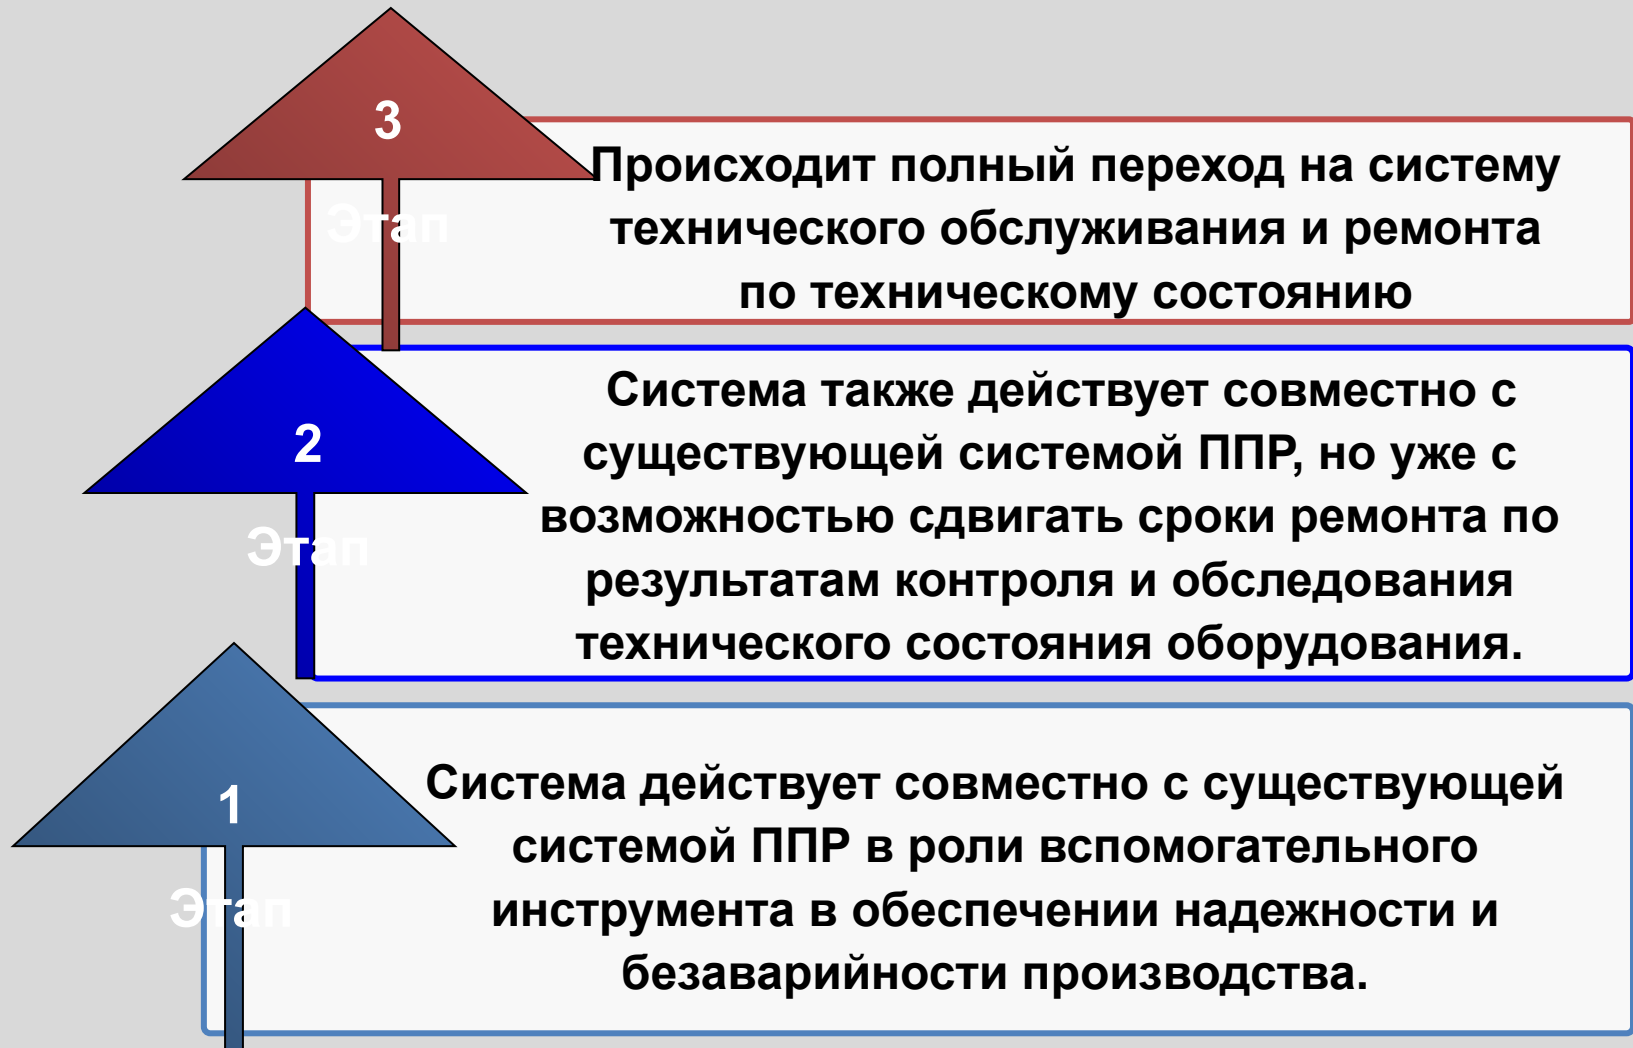 3
Этап
Происходит полный переход на систему
технического обслуживания и ремонта
по техническому состоянию
2
Этап
Система также действует совместно с
существующей системой ППР, но уже с
возможностью сдвигать сроки ремонта по
результатам контроля и обследования
технического состояния оборудования.
1
Этап
Система действует совместно с существующей
системой ППР в роли вспомогательного
инструмента в обеспечении надежности и
безаварийности производства.